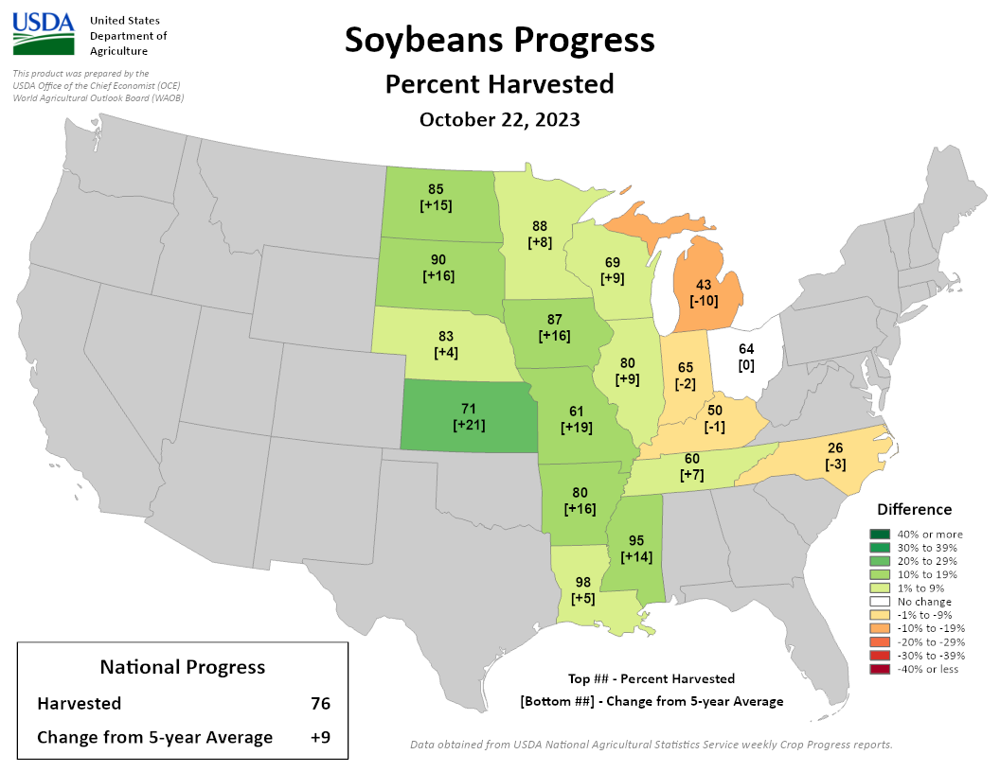 USDA
United States
Department of
Agriculture
This product was prepared by the
USDA Office of the Chief Economist (OCE)
World Agricultural Outlook Board (WAOB)
Soybeans Progress
Percent Harvested
October 22, 2023
85
[+15]
88
[+8]
90
[+16]
69
[+9]
43
[-10]
83
[+4]
87
[+16]
80
[+9]
65
[-2]
64
[0]
71
[+21]
61
[+19]
50
[-1]
60
[+7]
26
[-3]
80
[+16]
95
[+14]
98
[+5]
Difference
40% or more
30% to 39%
20% to 29%
10% to 19%
1% to 9%
No change
-1% to -9%
-10% to -19%
-20% to -29%
-30% to -39%
-40% or less
National Progress
Harvested 76
Change from 5-year Average +9
Top ## - Percent Harvested
[Bottom ##] - Change from 5-year Average
Data obtained from USDA National Agricultural Statistics Service weekly Crop Progress reports.